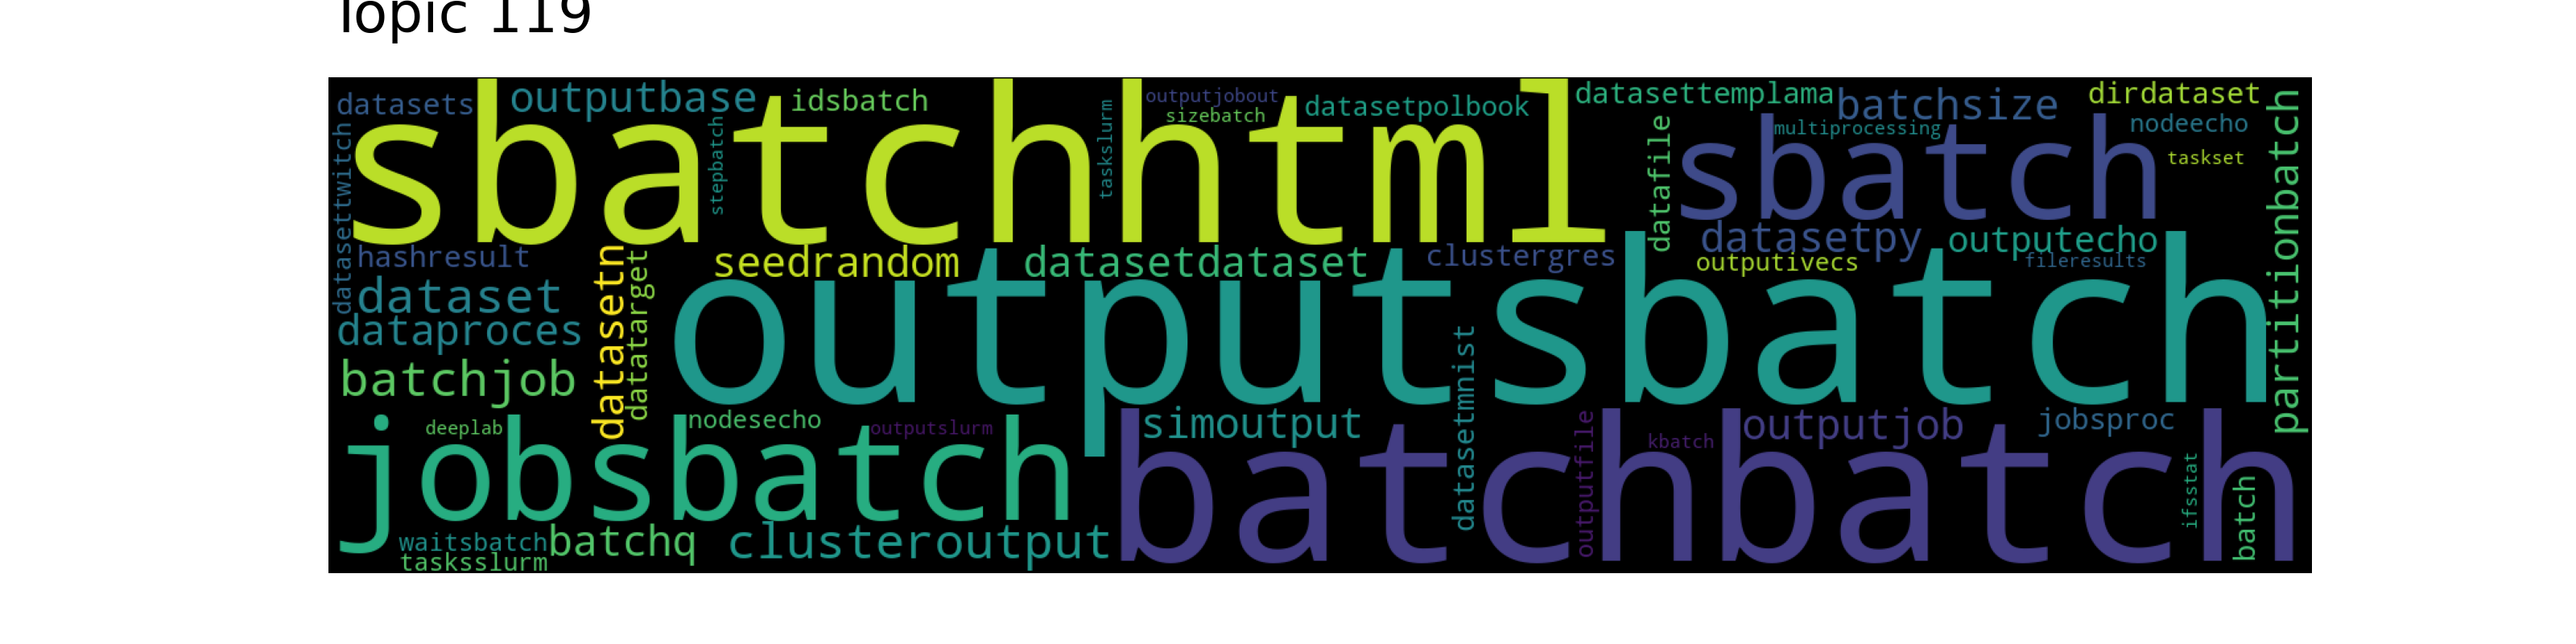 Topic 119
datasets
outputbase
idsbatch
outputjobout
sizebatch
datasetpolbook
datasettemplama
batchsize
dirdataset
multiprocessing
nodeecho
taskset
sbatchhtml
sbatch
datasettwitch
stepbatch
taskslurm
datafile
partitionbatch
hashresult
seedrandom
datasetdataset
clustergres
datasetpy
outputecho
outputivecs
fileresults
dataset
dataproces
datasetn
datatarget
outputsbatch
batchjob
datasetmnist
deeplab
nodesecho
outputslurm
simoutput
outputfile
kbatch
outputjob
jobsproc
jobsbatch
batchbatch
ifsstat
batch
waitsbatch
batchq
clusteroutput
tasksslurm